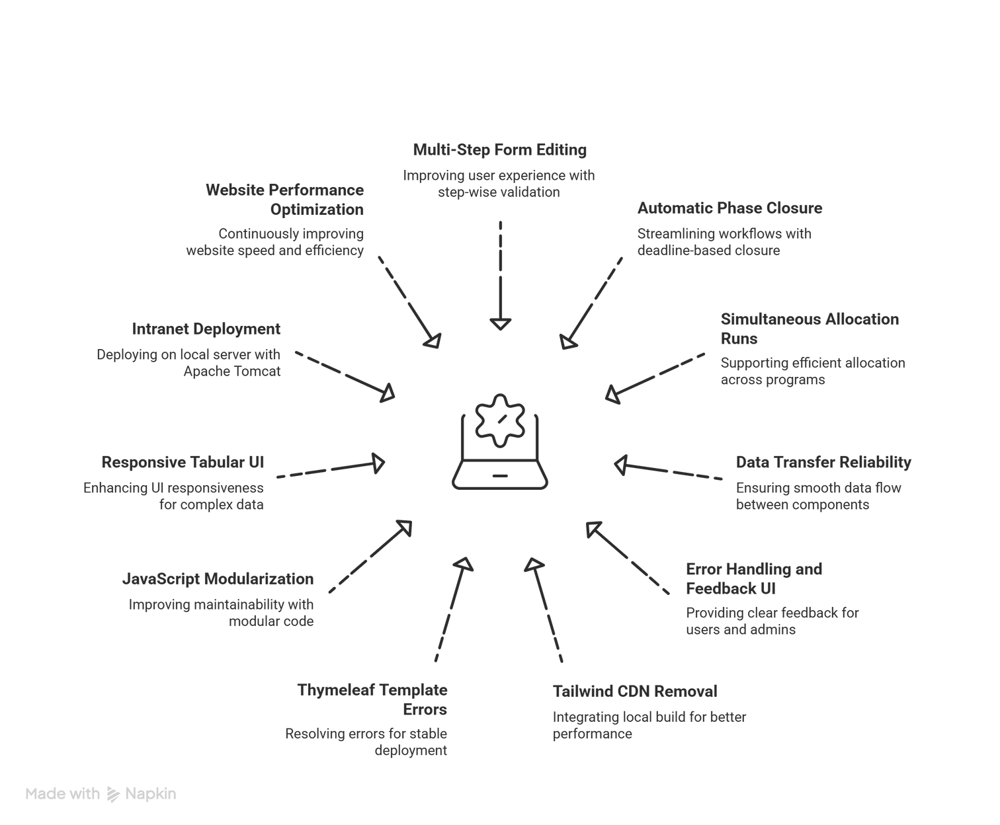 Multi-Step Form Editing
Improving user experience with
step-wise validation
Website Performance
Optimization
Continuously improving
website speed and efficiency
Automatic Phase Closure
Streamlining workflows with
deadline-based closure
Intranet Deployment
Deploying on local server with
Apache Tomcat
Simultaneous Allocation
Runs
Supporting efficient allocation
across programs
Responsive Tabular UI
Enhancing UI responsiveness
for complex data
Data Transfer Reliability
Ensuring smooth data flow
between components
JavaScript Modularization
Improving maintainability with
modular code
Error Handling and
Feedback UI
Providing clear feedback for
users and admins
Thymeleaf Template
Errors
Resolving errors for stable
deployment
Tailwind CDN Removal
Integrating local build for better
performance
Made with Napkin